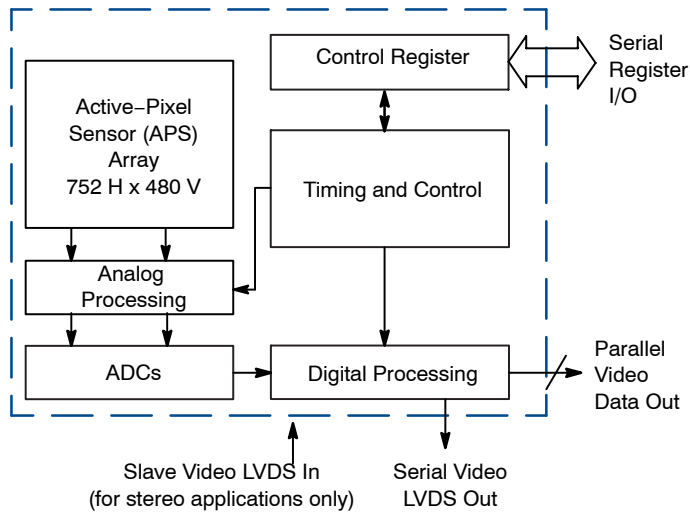 Control Register
Serial
Register
I/O
Active−Pixel
Sensor (APS)
Array
752 H x 480 V
Timing and Control
Analog
Processing
ADCs
Digital Processing
Parallel
Video
Data Out
Slave Video LVDS In
(for stereo applications only)
Serial Video
LVDS Out